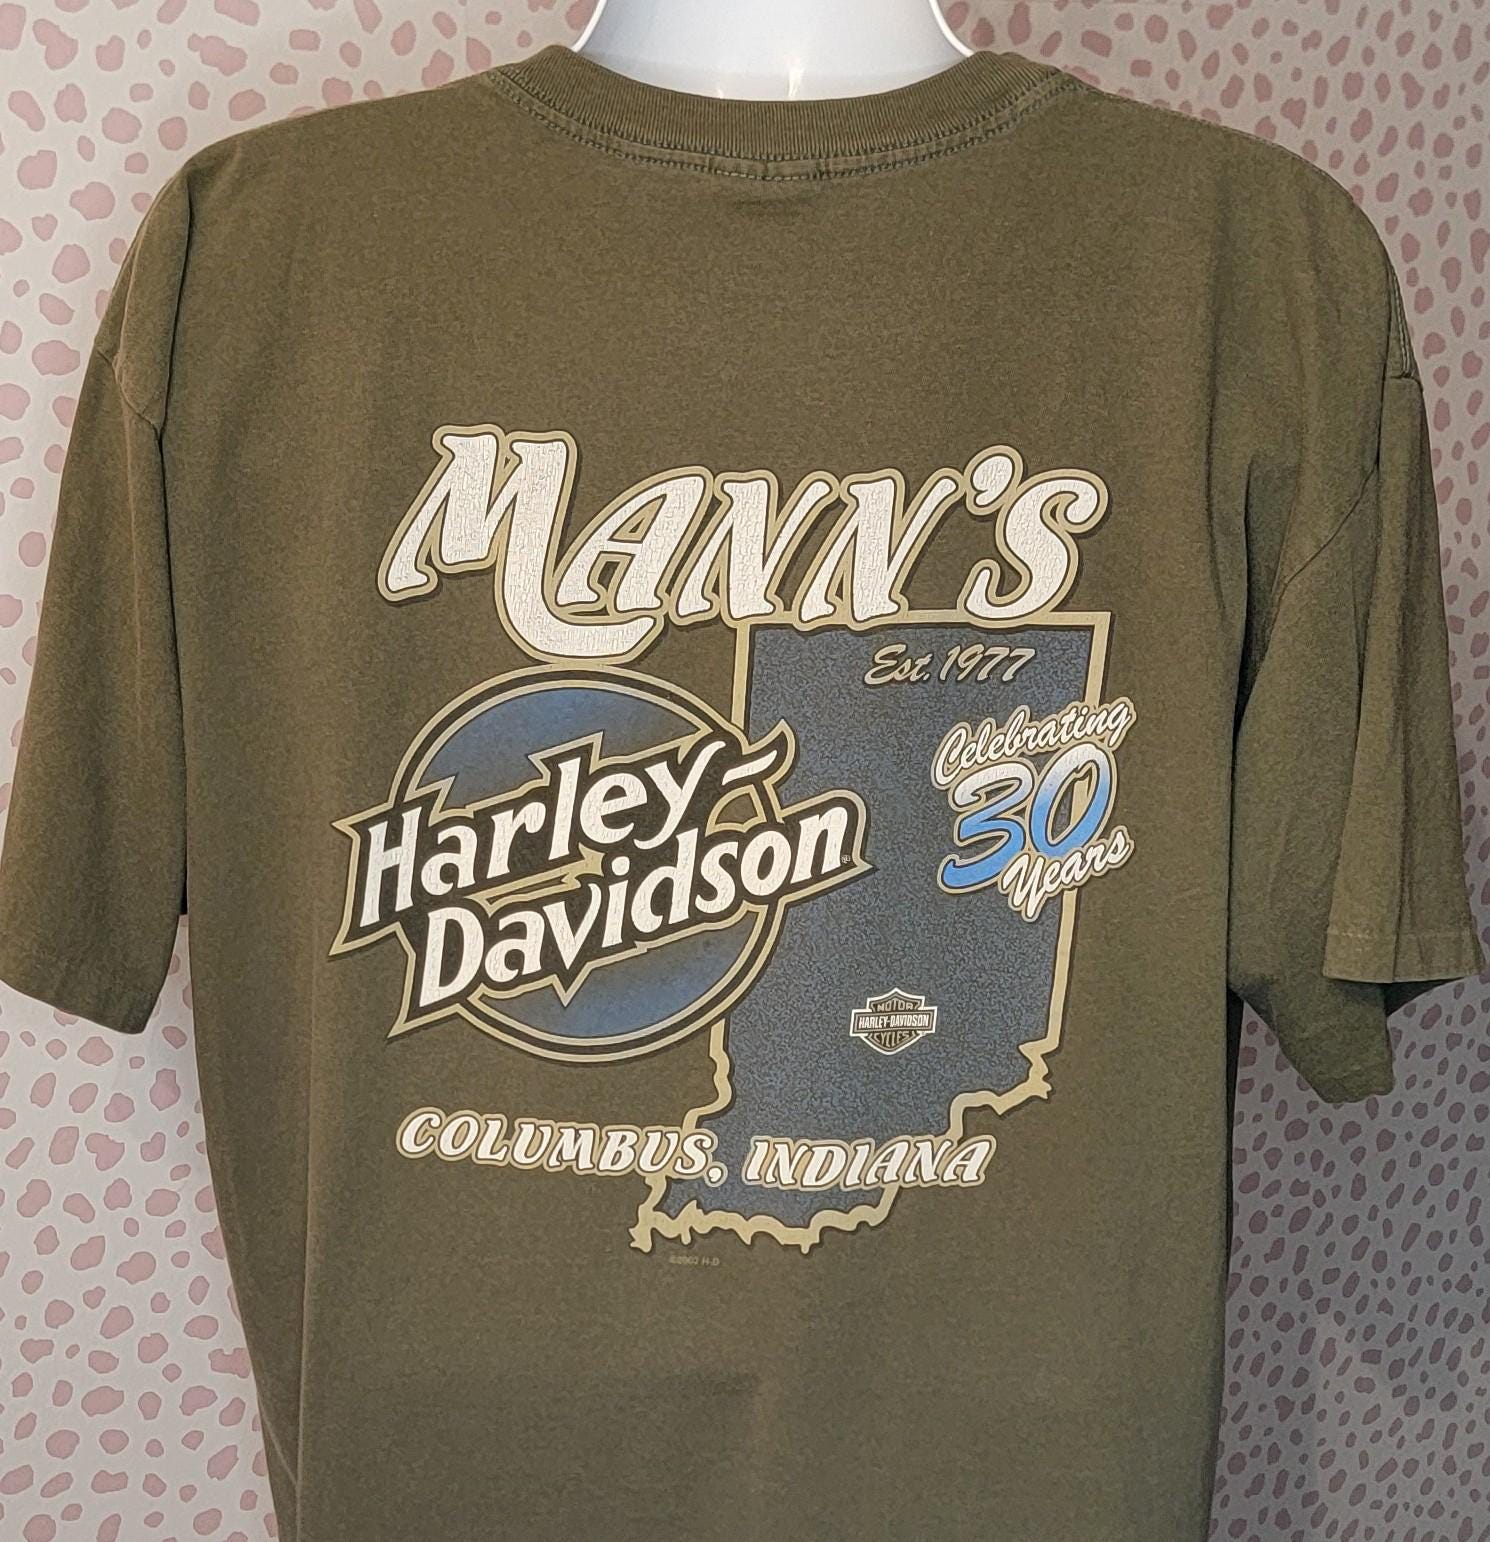 MANN'S
Est. 1977
Celebrating
30
Years
Harley-
Davidson
MOTOR
HARLEY-DAVIDSON
CYCLES
COLUMBUS, INDIANA
H-D